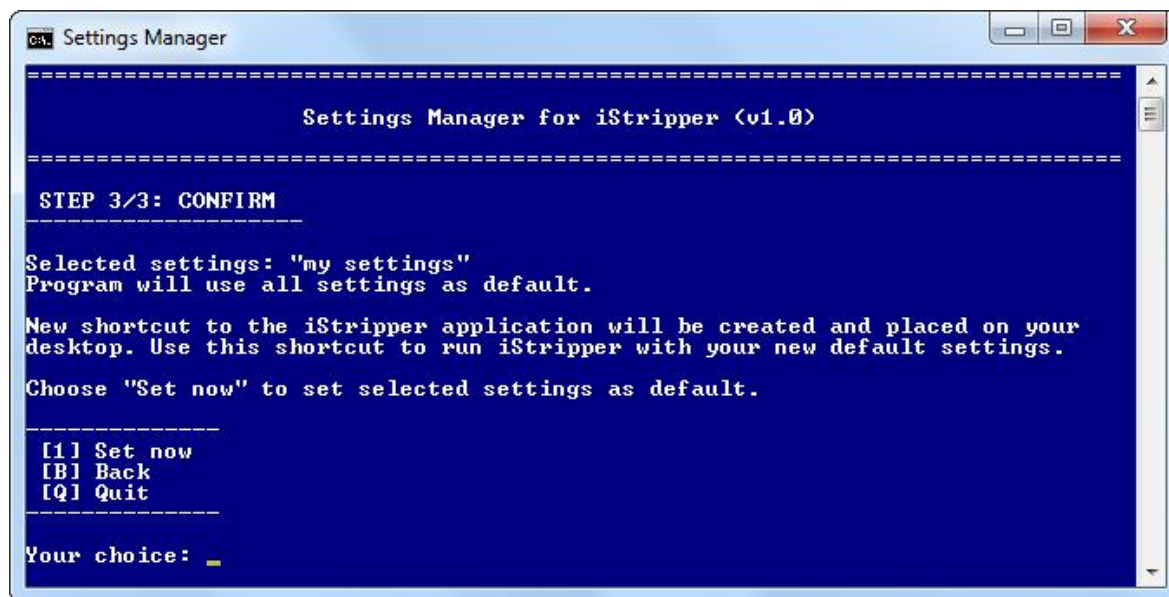 Settings Manager
================================================================================
Settings Manager for iStripper (v1.0)
================================================================================
STEP 3/3: CONFIRM
--------------------
Selected settings: "my settings"
Program will use all settings as default.
New shortcut to the iStripper application will be created and placed on your
desktop. Use this shortcut to run iStripper with your new default settings.
Choose "Set now" to set selected settings as default.
--------------
[1] Set now
[B] Back
[Q] Quit
--------------
Your choice: _